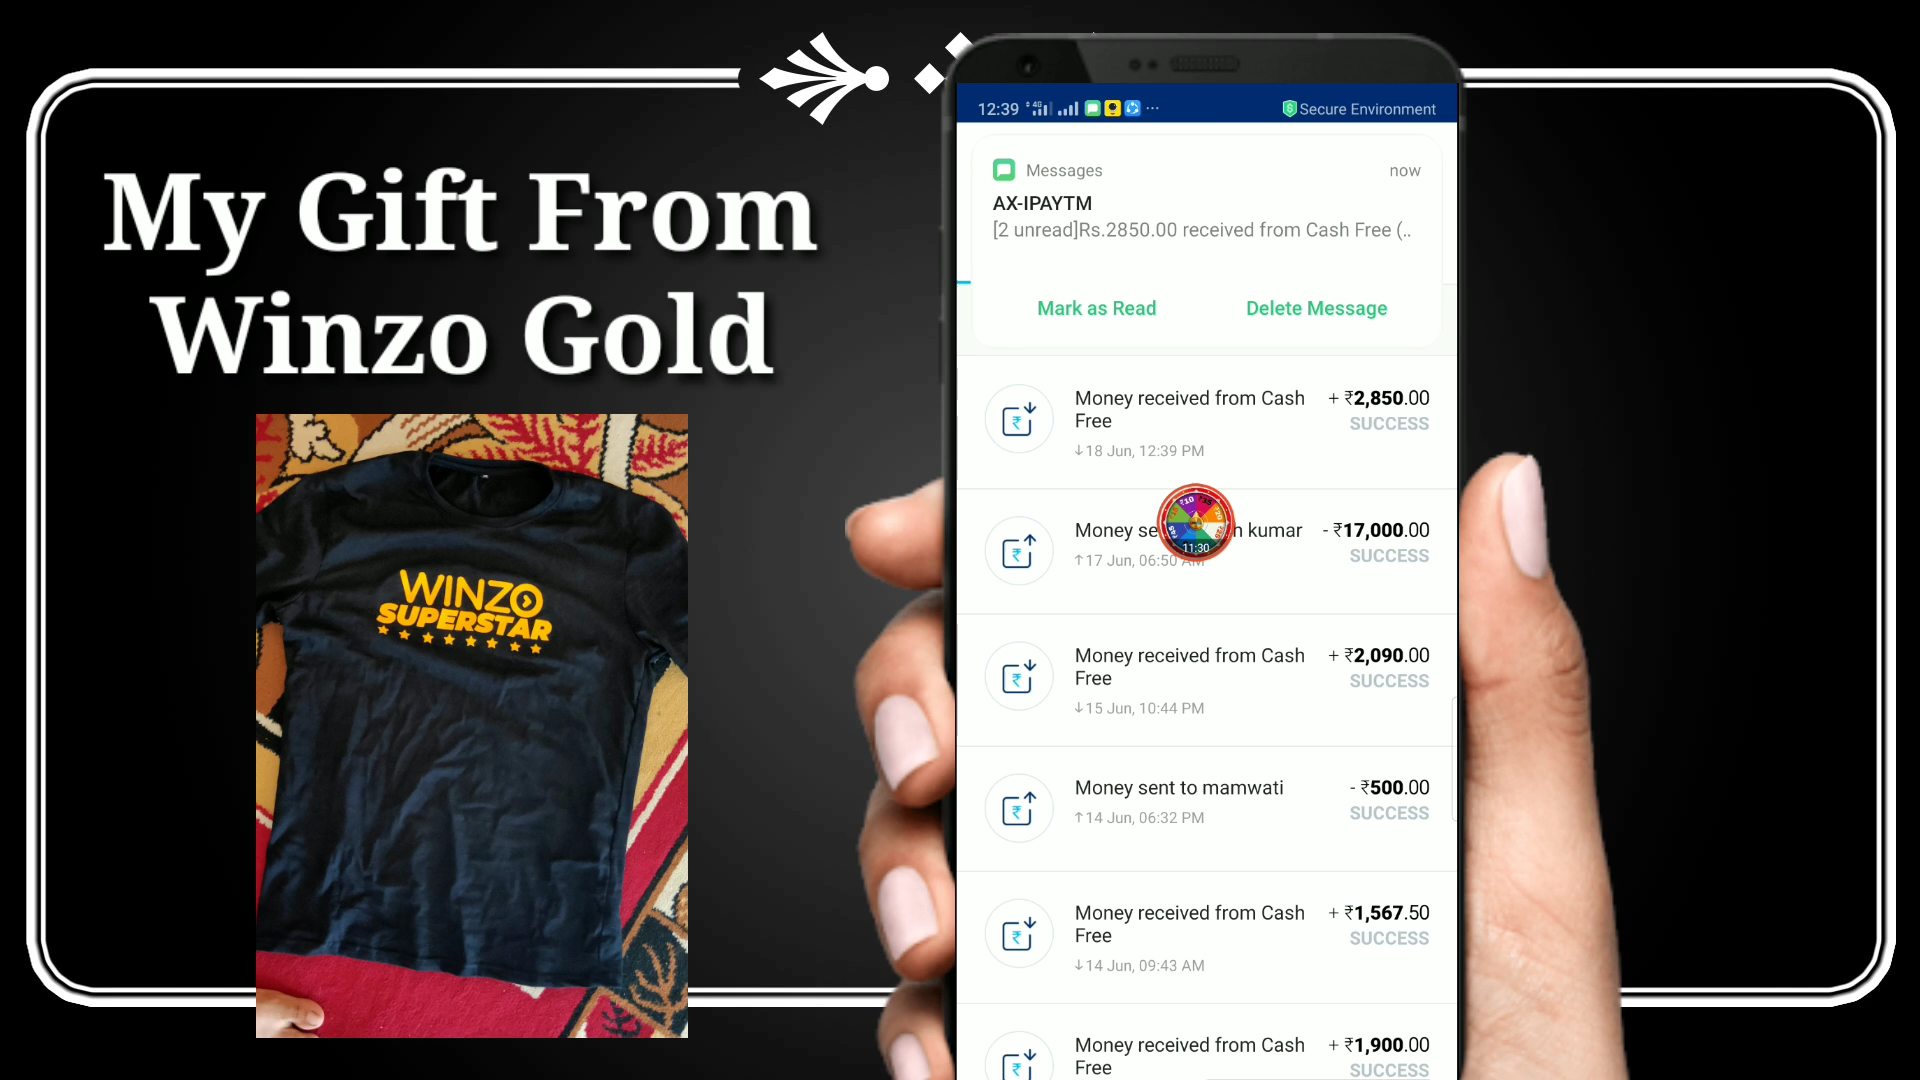 My Gift From
Winzo Gold
WINZO
SUPERSTAR
12:39 4G ··· Secure Environment
Messages now
AX-IPAYTM
[2 unread]Rs.2850.00 received from Cash Free (..
Mark as Read Delete Message
Money received from Cash + ₹2,850.00
Free SUCCESS
18 Jun, 12:39 PM
Money kumar - ₹17,000.00
SUCCESS
17 Jun, 06:50 AM
11:30
Money received from Cash + ₹2,090.00
Free SUCCESS
15 Jun, 10:44 PM
Money sent to mamwati - ₹500.00
SUCCESS
14 Jun, 06:32 PM
Money received from Cash + ₹1,567.50
Free SUCCESS
14 Jun, 09:43 AM
Money received from Cash + ₹1,900.00
Free SUCCESS